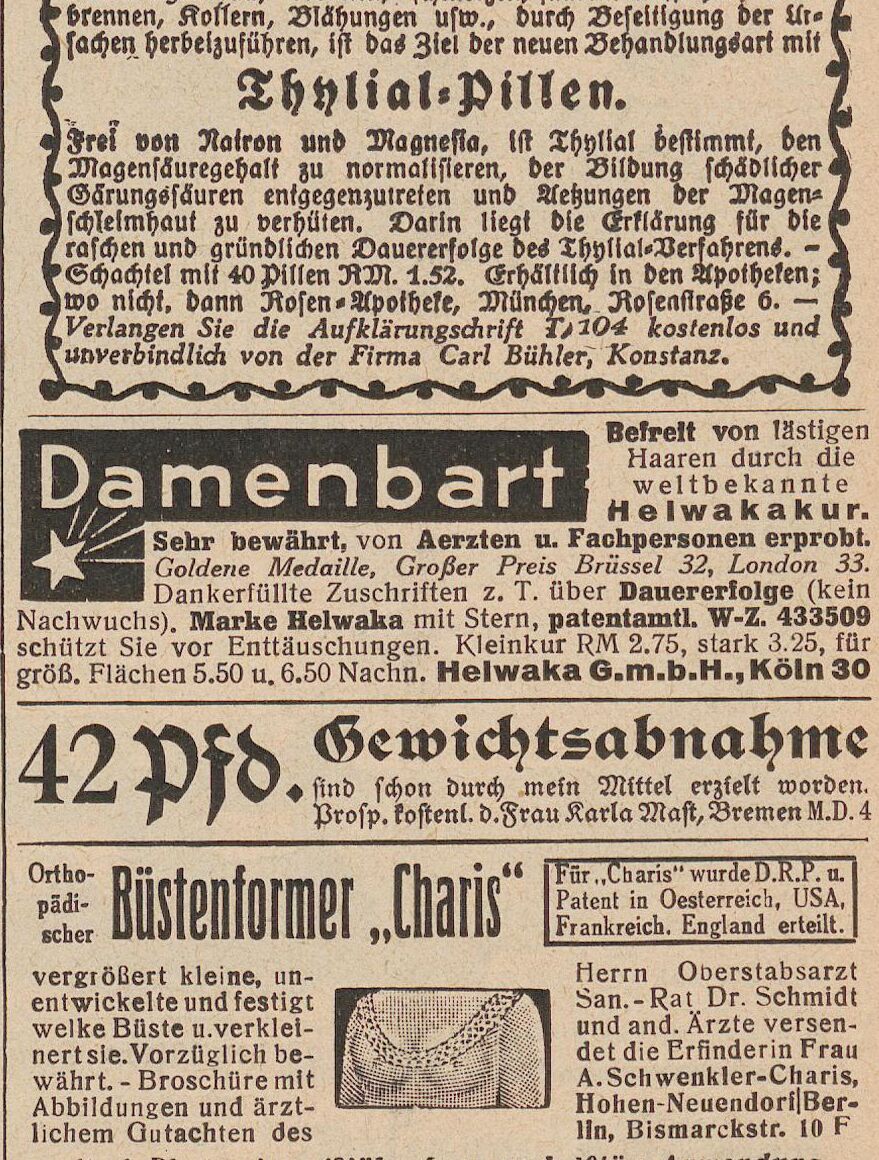 brennen, Kollern, Blähungen usw., durch Beseitigung der Ur-
sachen herbeizuführen, ist das Ziel der neuen Behandlungsart mit
Thylial-Pillen.
Frei von Natron und Magnesia, ist Thylial bestimmt, den
Magensäuregehalt zu normalisieren, der Bildung schädlicher
Gärungssäuren entgegenzutreten und Aetzungen der Magen-
schleimhaut zu verhüten. Darin liegt die Erklärung für die
raschen und gründlichen Dauererfolge des Thylial-Verfahrens. –
Schachtel mit 40 Pillen RM. 1.52. Erhältlich in den Apotheken;
wo nicht, dann Rosen-Apotheke, München, Rosenstraße 6. —
Verlangen Sie die Aufklärungsschrift T, 104 kostenlos und
unverbindlich von der Firma Carl Bühler, Konstanz.
Damenbart
Befreit von lästigen
Haaren durch die
weltbekannte
Helwakakur.
Sehr bewährt, von Aerzten u. Fachpersonen erprobt.
Goldene Medaille, Großer Preis Brüssel 32, London 33.
Dankerfüllte Zuschriften z. T. über Dauererfolge (kein
Nachwuchs). Marke Helwaka mit Stern, patentamtl. W-Z. 433509
schützt Sie vor Enttäuschungen. Kleinkur RM 2.75, stark 3.25, für
größ. Flächen 5.50 u. 6.50 Nachn. Helwaka G.m.b.H., Köln 30
42 Pfd. Gewichtsabnahme
sind schon durch mein Mittel erzielt worden.
Prosp. kostenl. d. Frau Karla Mast, Bremen M.D. 4
Ortho-
pädi-
scher
Büstenformer „Charis“
Für „Charis“ wurde D.R.P. u.
Patent in Oesterreich, USA,
Frankreich, England erteilt.
vergrößert kleine, un-
entwickelte und festigt
welke Büste u. verklei-
nert sie. Vorzüglich be-
währt. - Broschüre mit
Abbildungen und ärzt-
lichem Gutachten des
Herrn Oberstabsarzt
San.-Rat Dr. Schmidt
und and. Ärzte versen-
det die Erfinderin Frau
A. Schwenkler-Charis,
Hohen-Neuendorf|Ber-
lin, Bismarckstr. 10 F